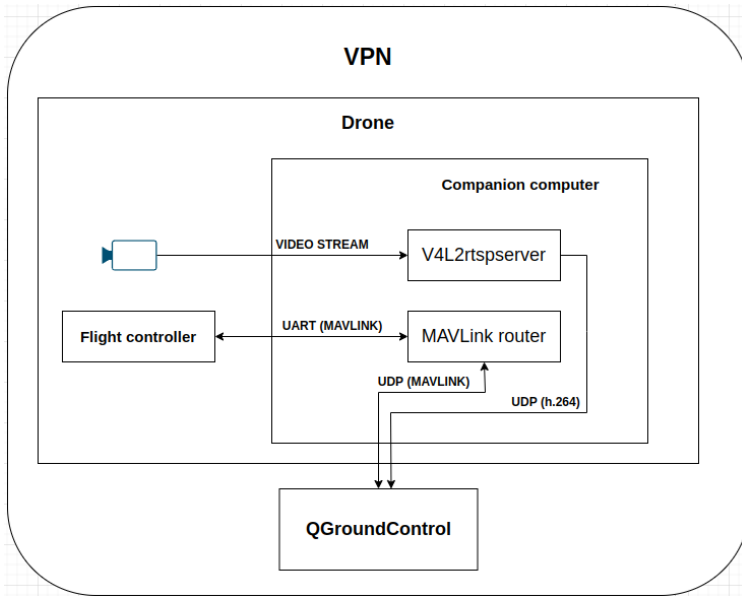 VPN
Drone
Companion computer
VIDEO STREAM
V4L2rtspserver
Flight controller
UART (MAVLINK)
MAVLink router
UDP (MAVLINK)
UDP (h.264)
QGroundControl